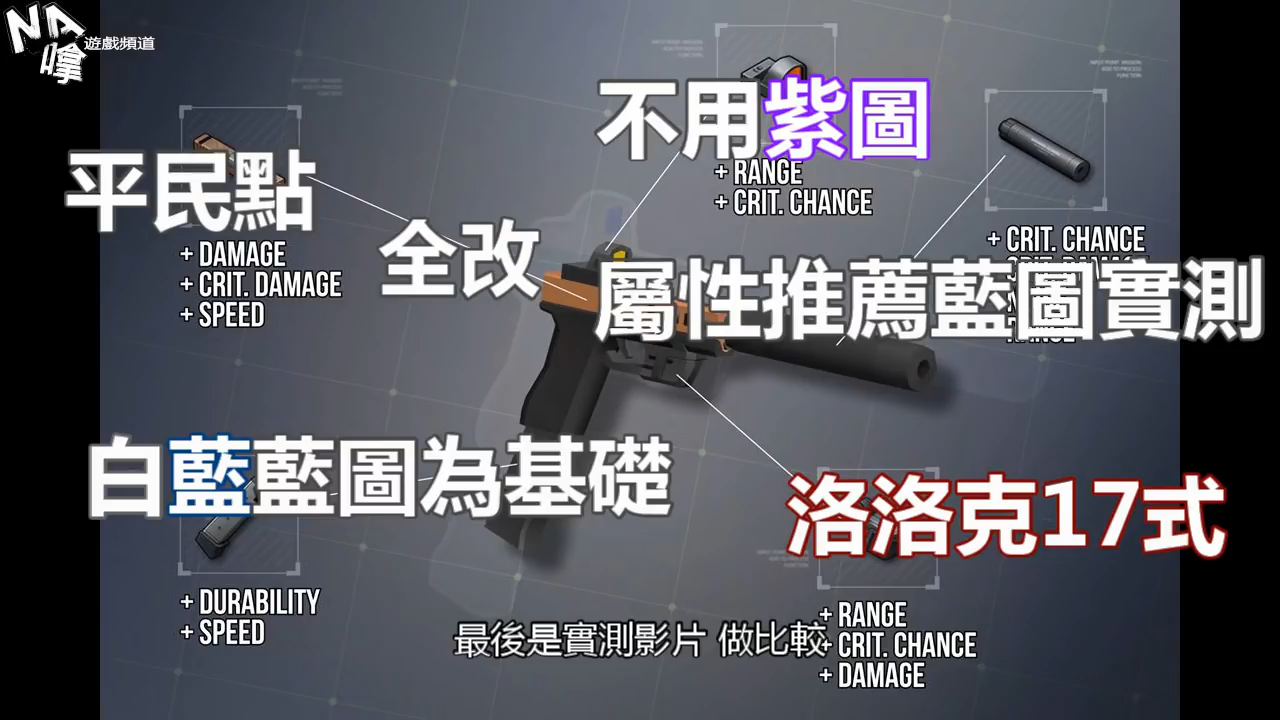 NA
嗱
遊戲頻道
不用紫圖
+ RANGE
+ CRIT. CHANCE
平民點
+ DAMAGE
+ CRIT. DAMAGE
+ SPEED
全改
+ CRIT. CHANCE
屬性推薦藍圖實測
白藍藍圖為基礎
洛洛克17式
+ DURABILITY
+ SPEED
+ RANGE
+ CRIT. CHANCE
+ DAMAGE
最後是實測影片 做比較